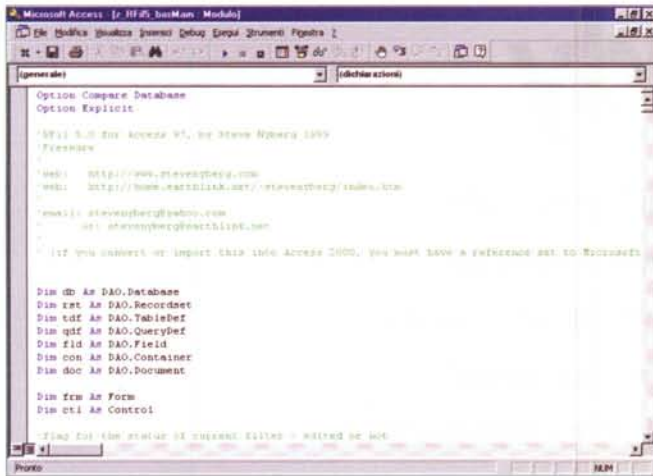 Microsoft Access - [z_RFil5_basMain : Modulo]
File Modifica Visualizza Inserisci Debug Esegui Strumenti Finestra ?
(generale)
(dichiarazioni)
Option Compare Database
Option Explicit
5.0 for Access 97, by Steve Nyberg 1999
'Freeware
'web: http://www.stevenyberg.com
'web: http://home.earthlink.net/~stevenyberg/index.htm
'email: stevenyberg@yahoo.com
' or: stevenyberg@earthlink.net
' (if you convert or import this into Access 2000, you must have a reference set to Microsoft
Dim db As DAO.Database
Dim rst As DAO.Recordset
Dim tdf As DAO.TableDef
Dim qdf As DAO.QueryDef
Dim fld As DAO.Field
Dim con As DAO.Container
Dim doc As DAO.Document
Dim frm As Form
Dim ctl As Control
'flag for the status of current filter - edited or not
Pronto
NUM